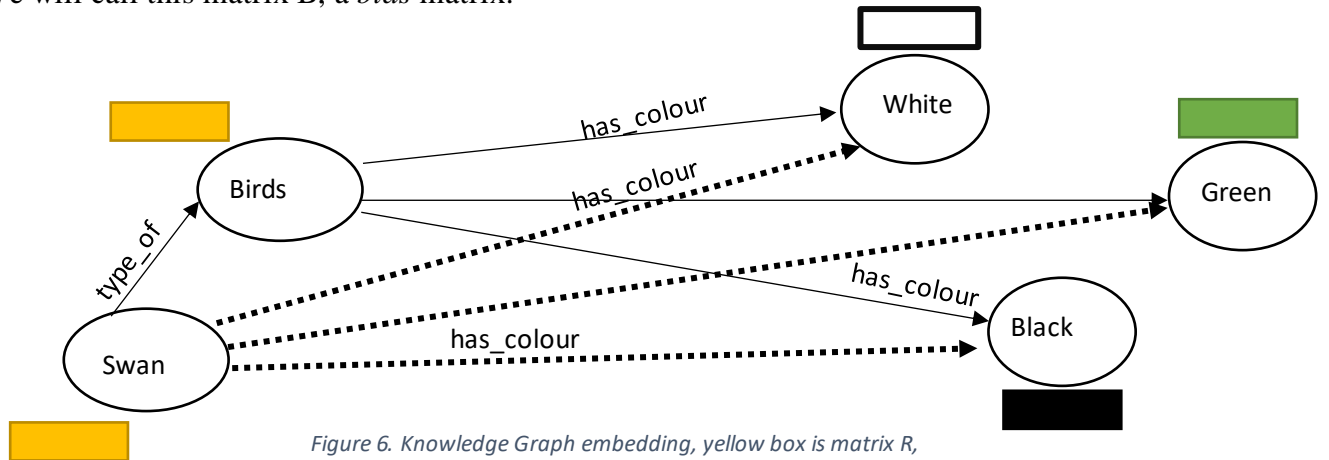 we will call this matrix B, a bias matrix.
has_colour
White
Green
Birds
has_colour
type_of
has_colour
Black
has_colour
Swan
Figure 6. Knowledge Graph embedding, yellow box is matrix R,